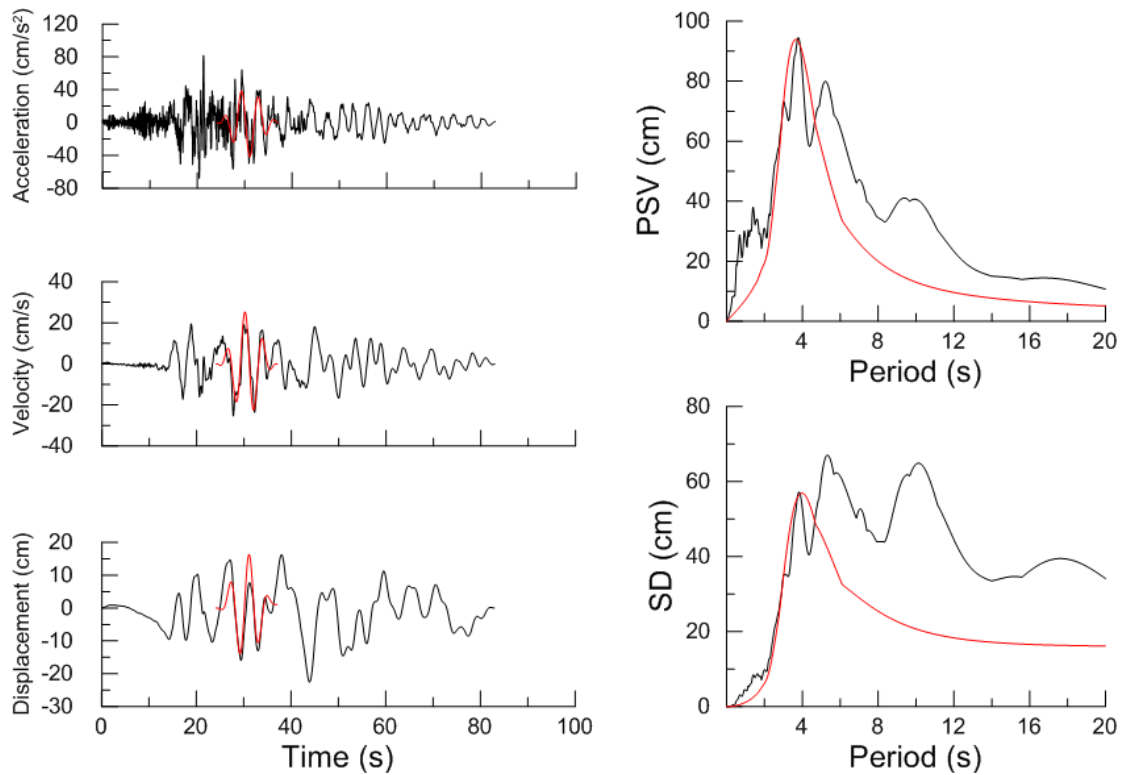 Acceleration (cm/s²)
120
80
40
0
-40
-80
Velocity (cm/s)
40
20
0
-20
-40
Displacement (cm)
20
10
0
-10
-20
-30
0 20 40 60 80 100
Time (s)
PSV (cm)
100
80
60
40
20
0
4 8 12 16 20
Period (s)
SD (cm)
80
60
40
20
0
4 8 12 16 20
Period (s)